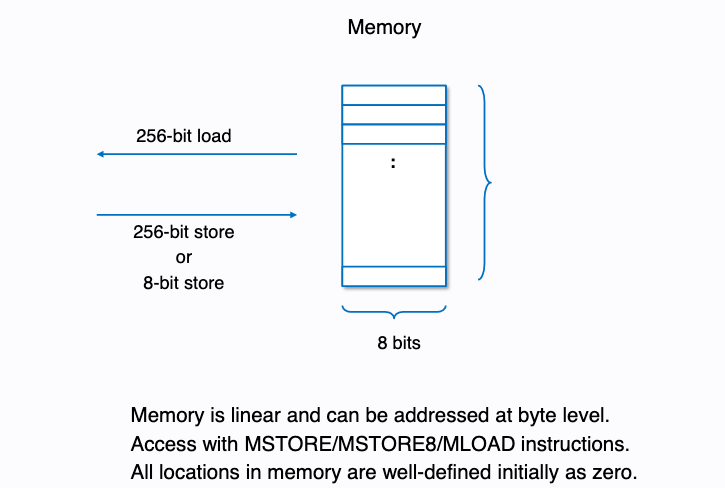 Memory
256-bit load
:
256-bit store
or
8-bit store
8 bits
Memory is linear and can be addressed at byte level.
Access with MSTORE/MSTORE8/MLOAD instructions.
All locations in memory are well-defined initially as zero.